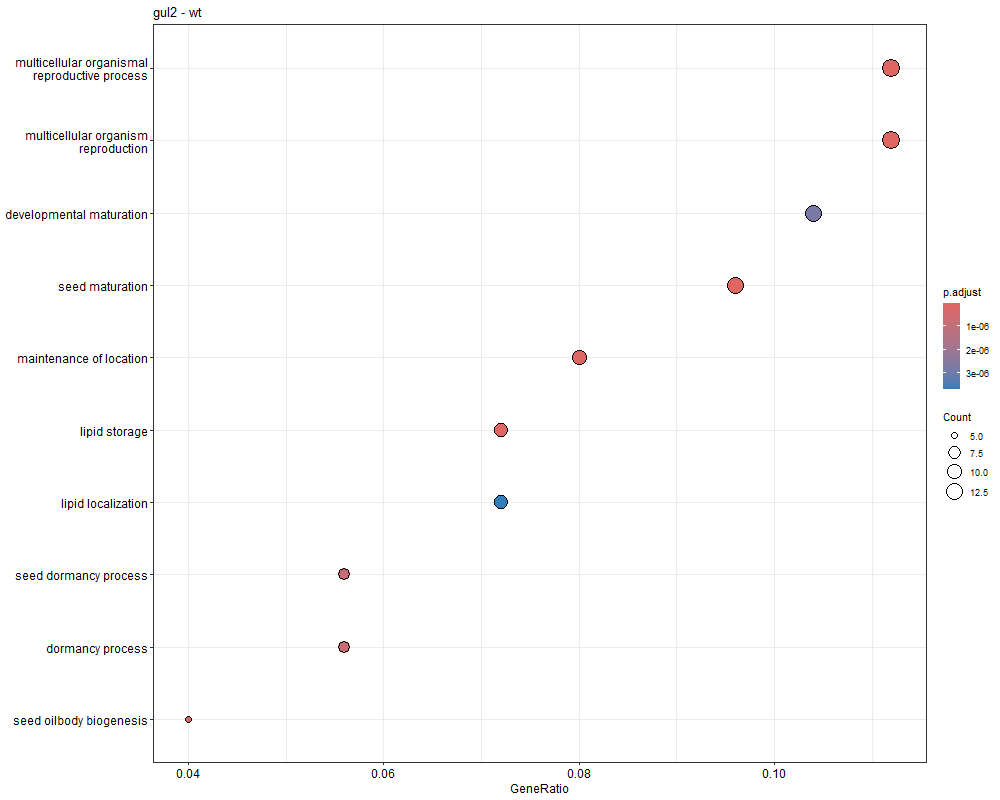 gul2 - wt
multicellular organismal
reproductive process
multicellular organism
reproduction
developmental maturation
seed maturation
maintenance of location
lipid storage
lipid localization
seed dormancy process
dormancy process
seed oilbody biogenesis
0.04
0.06
0.08
0.10
GeneRatio
p.adjust
1e-06
2e-06
3e-06
Count
5.0
7.5
10.0
12.5